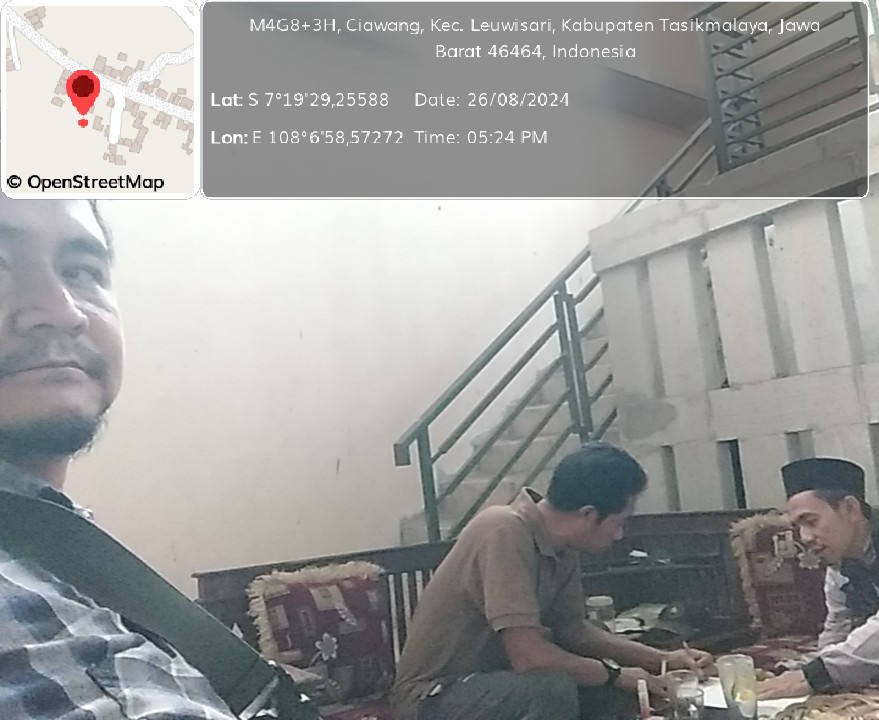 M4G8+3H, Ciawang, Kec. Leuwisari, Kabupaten Tasikmalaya, Jawa
Barat 46464, Indonesia
Lat: S 7°19'29,25588 Date: 26/08/2024
Lon: E 108°6'58,57272 Time: 05:24 PM
© OpenStreetMap